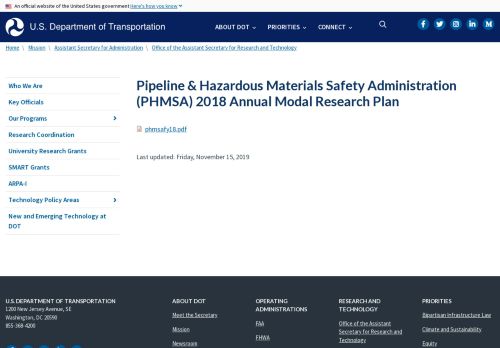 An official website of the United States government Here's how you know
U.S. Department of Transportation
ABOUT DOT
PRIORITIES
CONNECT
Home \ Mission \ Assistant Secretary for Administration \ Office of the Assistant Secretary for Research and Technology
Who We Are
Key Officials
Our Programs
Research Coordination
University Research Grants
SMART Grants
ARPA-I
Technology Policy Areas
New and Emerging Technology at
DOT
Pipeline & Hazardous Materials Safety Administration
(PHMSA) 2018 Annual Modal Research Plan
phmsafy18.pdf
Last updated: Friday, November 15, 2019
U.S. DEPARTMENT OF TRANSPORTATION
1200 New Jersey Avenue, SE
Washington, DC 20590
855-368-4200
ABOUT DOT
Meet the Secretary
Mission
Newsroom
OPERATING
ADMINISTRATIONS
FAA
FHWA
RESEARCH AND
TECHNOLOGY
Office of the Assistant
Secretary for Research and
Technology
PRIORITIES
Bipartisan Infrastructure Law
Climate and Sustainability
Equity